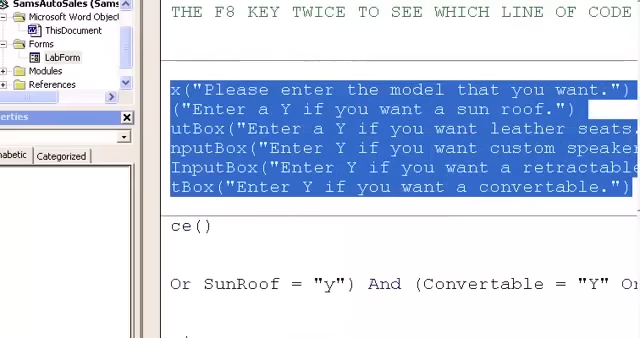 SamsAutoSales (Sams
Microsoft Word Object
ThisDocument
Forms
LabForm
Modules
References
erties
abetic
Categorized
THE F8 KEY TWICE TO SEE WHICH LINE OF CODE
x("Please enter the model that you want.")
("Enter a Y if you want a sun roof.")
utBox("Enter a Y if you want leather seats.
nputBox("Enter Y if you want custom speaker
InputBox("Enter Y if you want a retractable
tBox("Enter Y if you want a convertable.")
ce()
Or SunRoof = "y") And (Convertable = "Y" Or